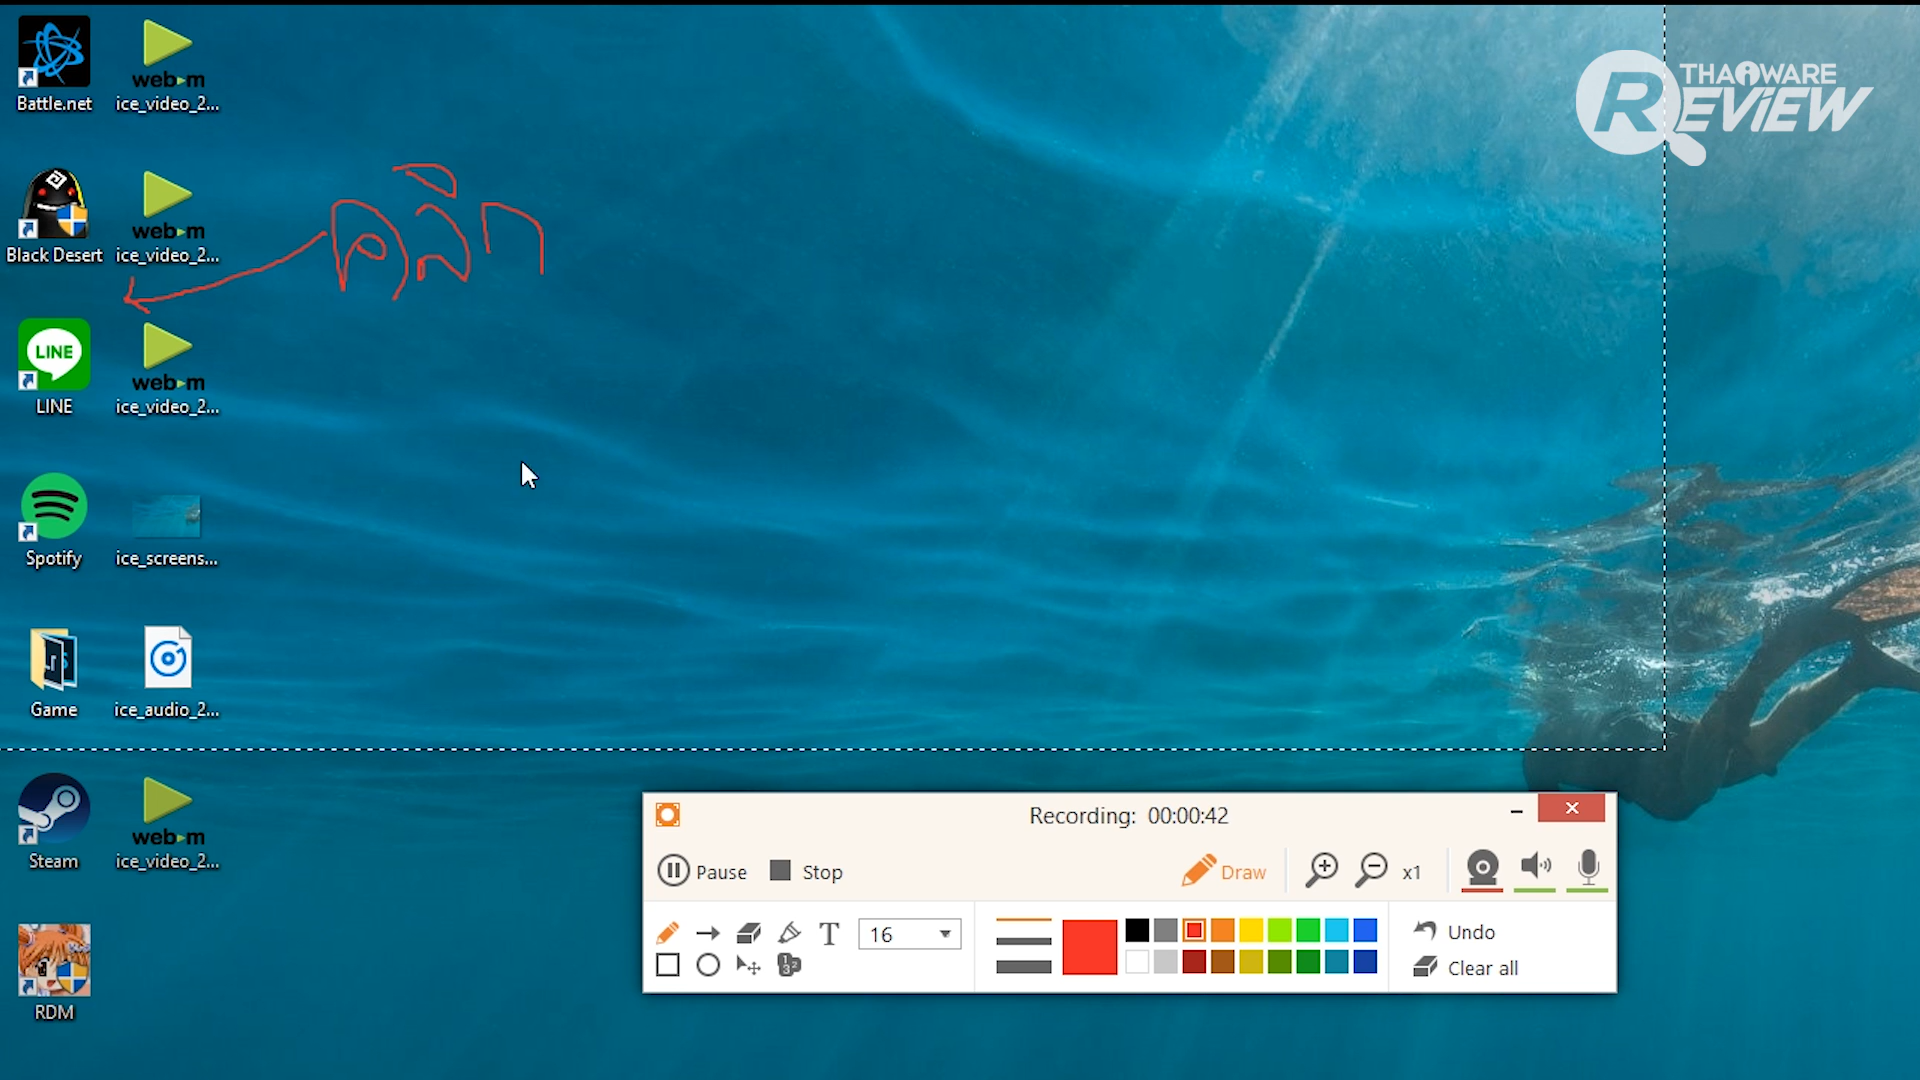 Battle.net
web-m
ice_video_2...
THAIWARE
REVIEW
Black Desert
web-m
ice_video_2...
คลิก
LINE
LINE
web-m
ice_video_2...
Spotify
ice_screens...
Game
ice_audio_2...
Steam
web-m
ice_video_2...
RDM
Recording: 00:00:42
Pause
Stop
Draw
x1
T
16
Undo
Clear all